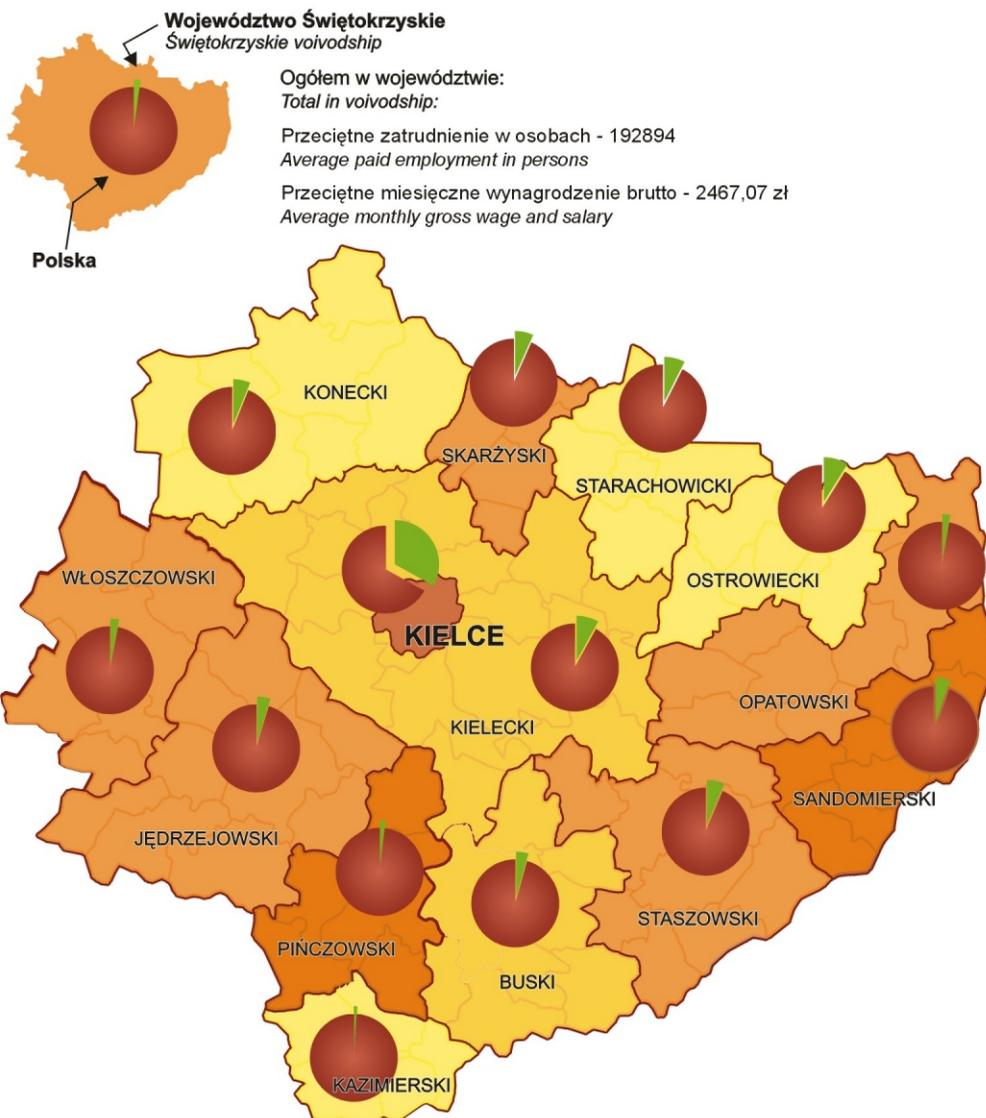 Województwo Świętokrzyskie
Świętokrzyskie voivodship
Ogółem w województwie:
Total in voivodship:
Przeciętne zatrudnienie w osobach - 192894
Average paid employment in persons
Przeciętne miesięczne wynagrodzenie brutto - 2467,07 zł
Average monthly gross wage and salary
Polska
KONECKI
SKARŻYSKI
STARACHOWICKI
WŁOSZCZOWSKI
OSTROWIECKI
KIELCE
OPATOWSKI
KIELECKI
SANDOMIERSKI
JĘDRZEJOWSKI
STASZOWSKI
PIŃCZOWSKI
BUSKI
KAZIMIERSKI